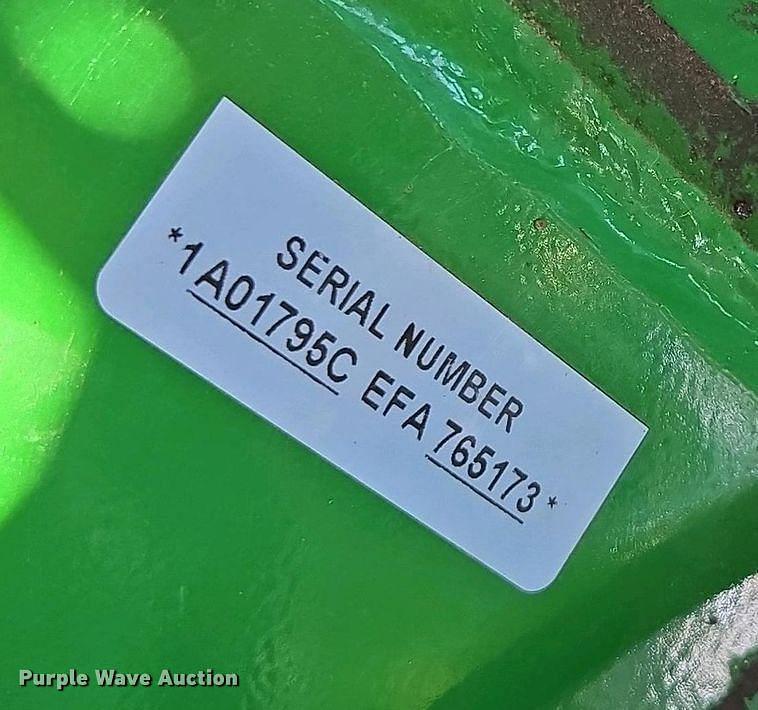 SERIAL NUMBER
*1A01795C EFA 765173*
Purple Wave Auction